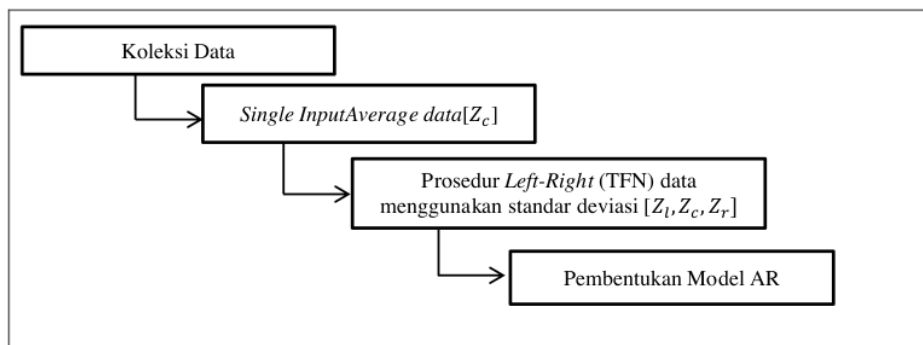 Koleksi Data
Single InputAverage data[Z_c]
Prosedur Left-Right (TFN) data
menggunakan standar deviasi [Z_l, Z_c, Z_r]
Pembentukan Model AR